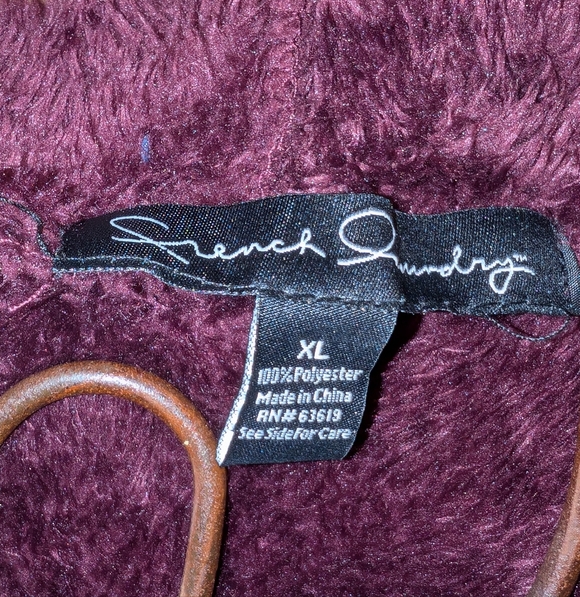 French Laundry™
XL
100%Polyester
Made in China
RN# 63619
See Side For Care